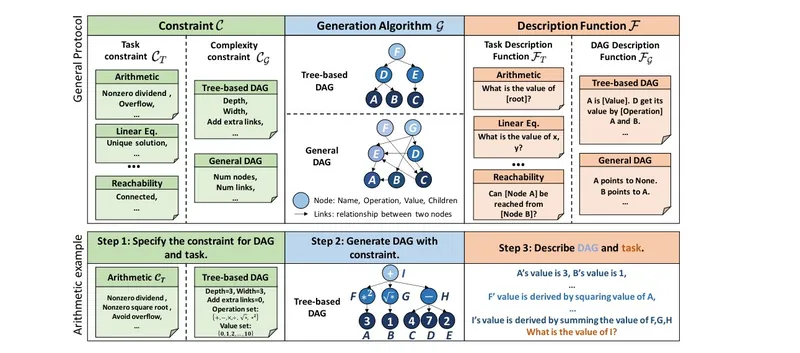 General Protocol
Constraint 𝒞
Generation Algorithm 𝒢
Description Function ℱ
Task
constraint 𝒞T
Complexity
constraint 𝒞𝒢
Arithmetic
Nonzero dividend ,
Overflow,
...
Linear Eq.
Unique solution,
...
•••
Reachability
Connected,
...
Tree-based DAG
Depth,
Width,
Add extra links,
...
General DAG
Num nodes,
Num links,
...
Tree-based
DAG
F
D E
A B C
General
DAG
F G
E D
A B C
Node: Name, Operation, Value, Children
Links: relationship between two nodes
Task Description
Function ℱT
DAG Description
Function ℱ𝒢
Arithmetic
What is the value of
[root]?
Linear Eq.
What is the value of x,
y?
•••
Reachability
Can [Node A] be
reached from
[Node B]?
Tree-based DAG
A is [Value]. D get its
value by [Operation]
A and B.
...
General DAG
A points to None.
B points to A.
...
Arithmetic example
Step 1: Specify the constraint for DAG
and task.
Arithmetic 𝒞T
Nonzero dividend ,
Nonzero square root ,
Avoid overflow,
...
Tree-based DAG
Depth=3, Width=3,
Add extra links=0,
Operation set:
[+,−,×,÷, √*, *²]
Value set:
{0, 1, 2, ... , 10}
Step 2: Generate DAG with
constraint.
Tree-based
DAG
+ I
F *² √* G − H
3 1 4 7 2
A B C D E
Step 3: Describe DAG and task.
A's value is 3, B's value is 1,
...
F' value is derived by squaring value of A,
...
I's value is derived by summing the value of F,G,H
What is the value of I?